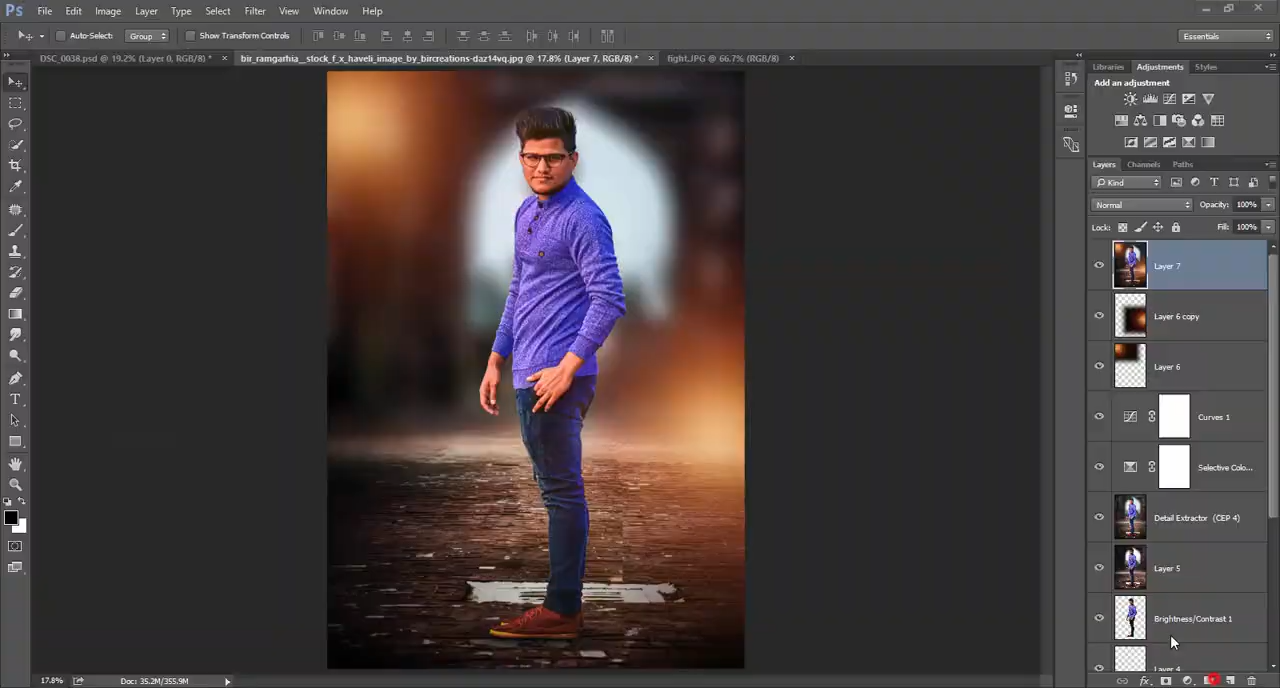 Ps File Edit Image Layer Type Select Filter View Window Help
Auto-Select: Group Show Transform Controls Essentials
DSC_0038.psd @ 19.2% (Layer 0, RGB/8) * × bir_ramgarhia__stock_f_x_haveli_image_by_bircreations-daz14vq.jpg @ 17.8% (Layer 7, RGB/8) * × fight.JPG @ 66.7% (RGB/8) ×
Libraries Adjustments Styles
Add an adjustment
Layers Channels Paths
Kind
Normal Opacity: 100%
Lock: Fill: 100%
Layer 7
Layer 6 copy
Layer 6
Curves 1
Selective Colo...
Detail Extractor (CEP 4)
Layer 5
Brightness/Contrast 1
Layer 4
17.8% Doc: 35.2M/355.9M